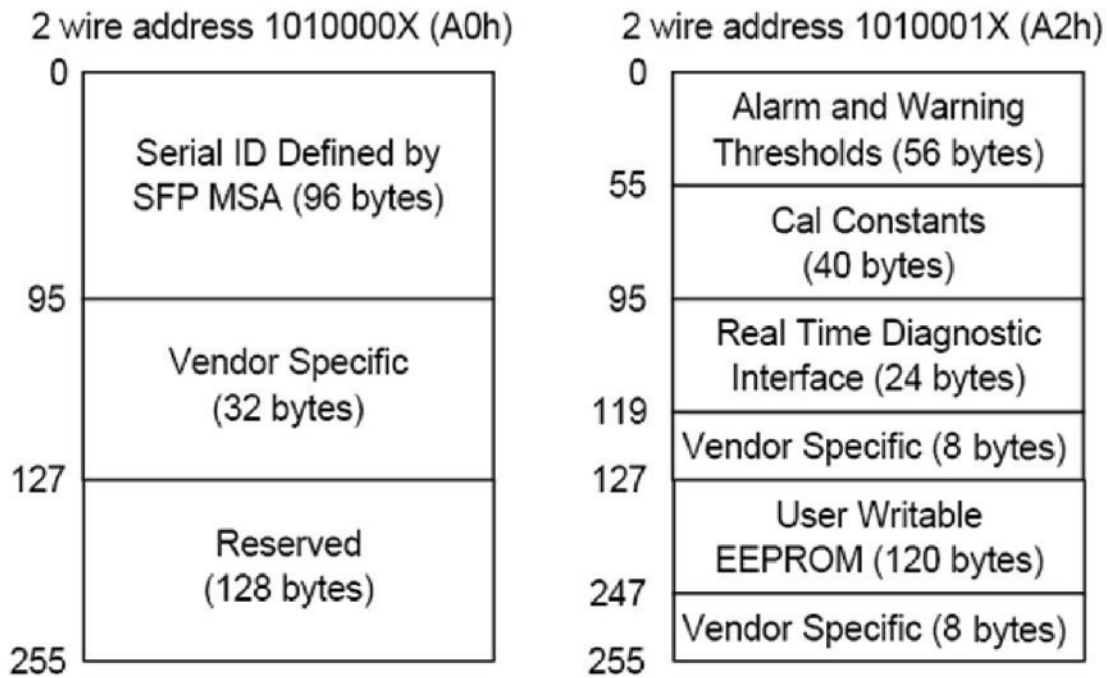 2 wire address 1010000X (A0h)
0
Serial ID Defined by
SFP MSA (96 bytes)
95
Vendor Specific
(32 bytes)
127
Reserved
(128 bytes)
255
2 wire address 1010001X (A2h)
0
Alarm and Warning
Thresholds (56 bytes)
55
Cal Constants
(40 bytes)
95
Real Time Diagnostic
Interface (24 bytes)
119
Vendor Specific (8 bytes)
127
User Writable
EEPROM (120 bytes)
247
Vendor Specific (8 bytes)
255